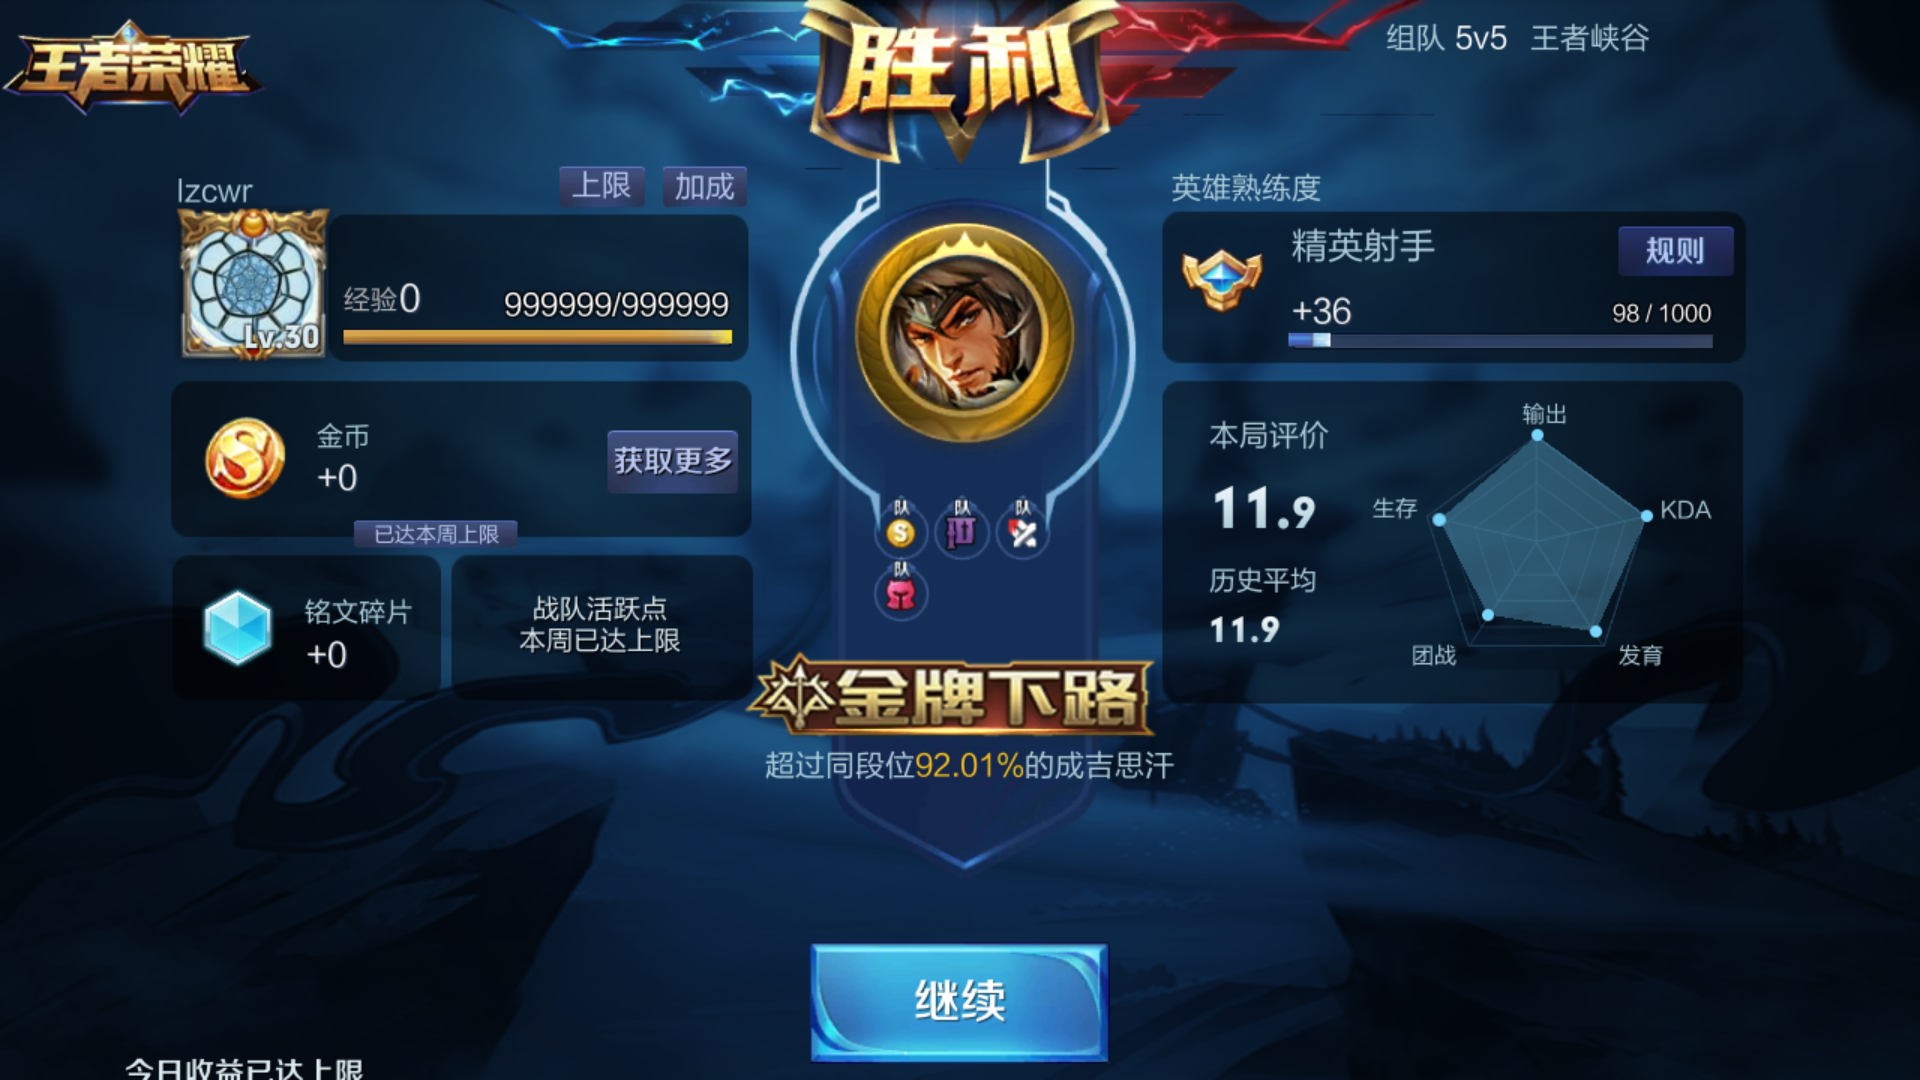 王者荣耀
胜利
组队 5v5 王者峡谷
lzcwr
上限
加成
Lv.30
经验0
999999/999999
金币
+0
获取更多
已达本周上限
铭文碎片
+0
战队活跃点
本周已达上限
队
队
队
队
金牌下路
超过同段位92.01%的成吉思汗
英雄熟练度
精英射手
规则
+36
98 / 1000
本局评价
11.9
历史平均
11.9
输出
生存
KDA
团战
发育
继续
今日收益已达上限